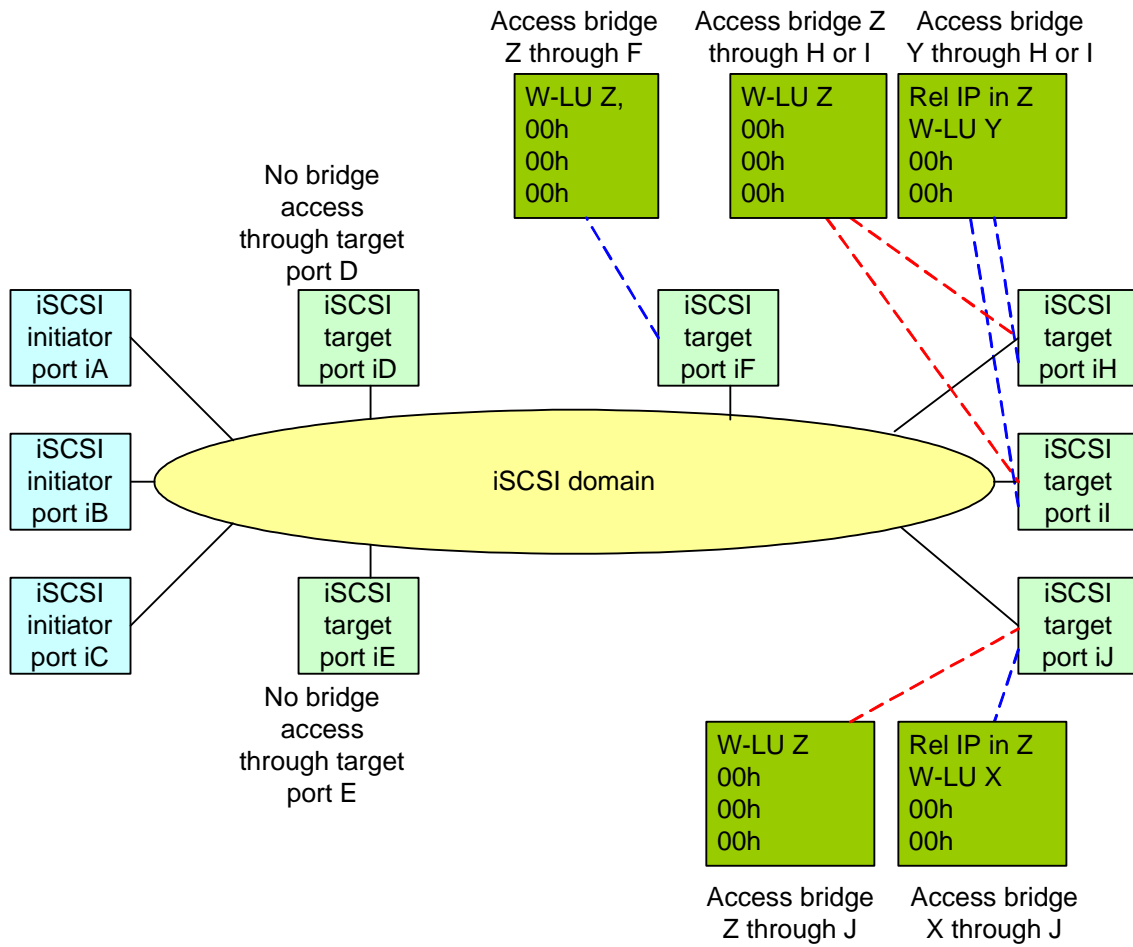 Access bridge
Z through F
Access bridge Z
through H or I
Access bridge
Y through H or I
W-LU Z,
00h
00h
00h
W-LU Z
00h
00h
00h
Rel IP in Z
W-LU Y
00h
00h
No bridge
access
through target
port D
iSCSI
initiator
port iA
iSCSI
target
port iD
iSCSI
target
port iF
iSCSI
target
port iH
iSCSI
initiator
port iB
iSCSI domain
iSCSI
target
port iI
iSCSI
initiator
port iC
iSCSI
target
port iE
iSCSI
target
port iJ
No bridge
access
through target
port E
W-LU Z
00h
00h
00h
Rel IP in Z
W-LU X
00h
00h
Access bridge
Z through J
Access bridge
X through J